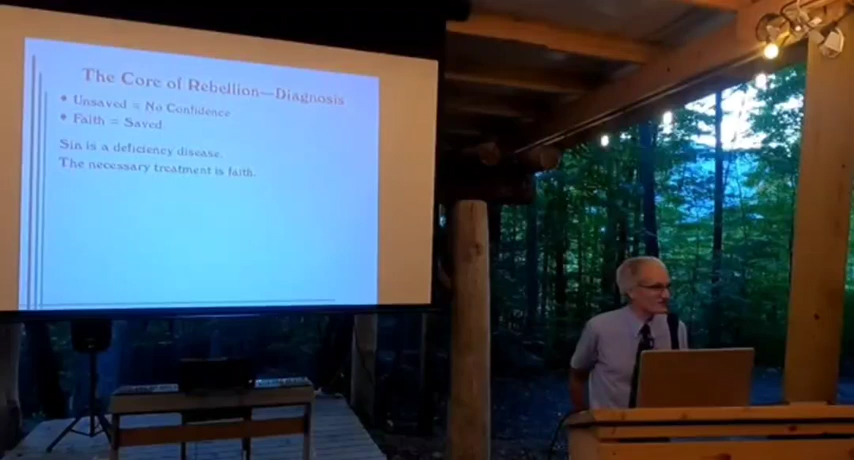 The Core of Rebellion—Diagnosis
• Unsaved = No Confidence
• Faith = Saved
Sin is a deficiency disease.
The necessary treatment is faith.